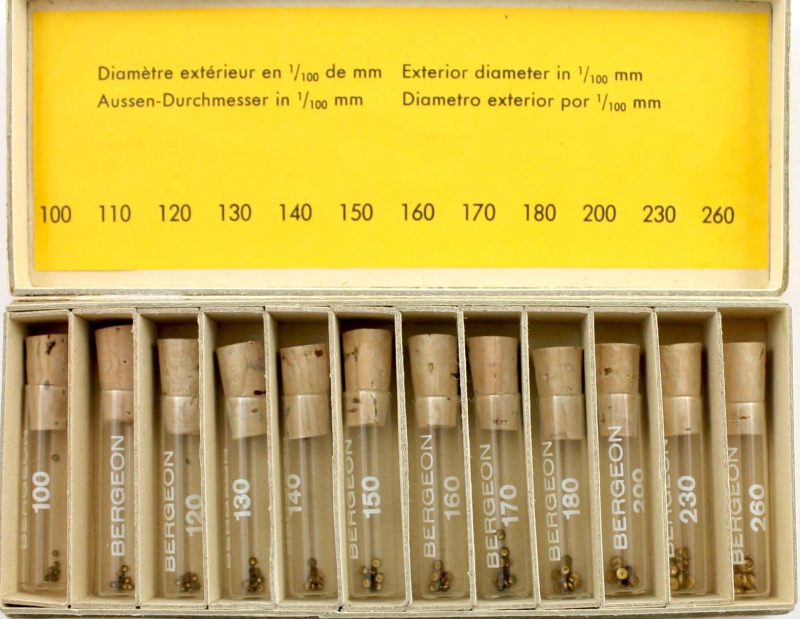 Diamètre extérieur en 1/100 de mm Exterior diameter in 1/100 mm
Aussen-Durchmesser in 1/100 mm Diametro exterior por 1/100 mm
100 110 120 130 140 150 160 170 180 200 230 260
100
BERGEON
BERGEON 120
130
140
BERGEON 150
BERGEON 160
BERGEON 170
BERGEON 180
BERGEON 200
230
BERGEON 260